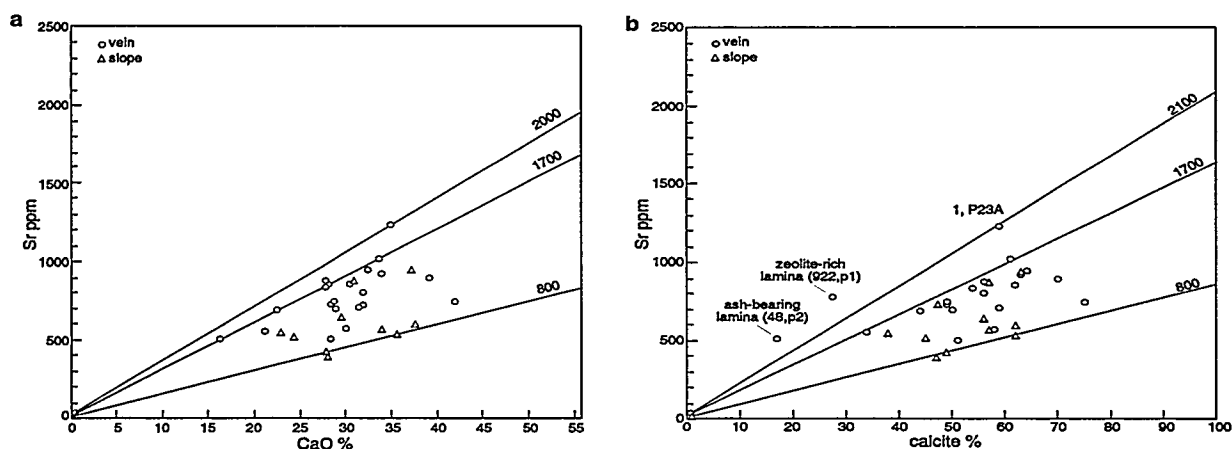 a
2500
2000
1500
1000
500
0
Sr ppm
vein
slope
2000
1700
800
0 5 10 15 20 25 30 35 40 45 50 55
CaO %
b
2500
2000
1500
1000
500
0
Sr ppm
vein
slope
2100
1700
800
1, P23A
zeolite-rich
lamina (922,p1)
ash-bearing
lamina (48,p2)
0 10 20 30 40 50 60 70 80 90 100
calcite %